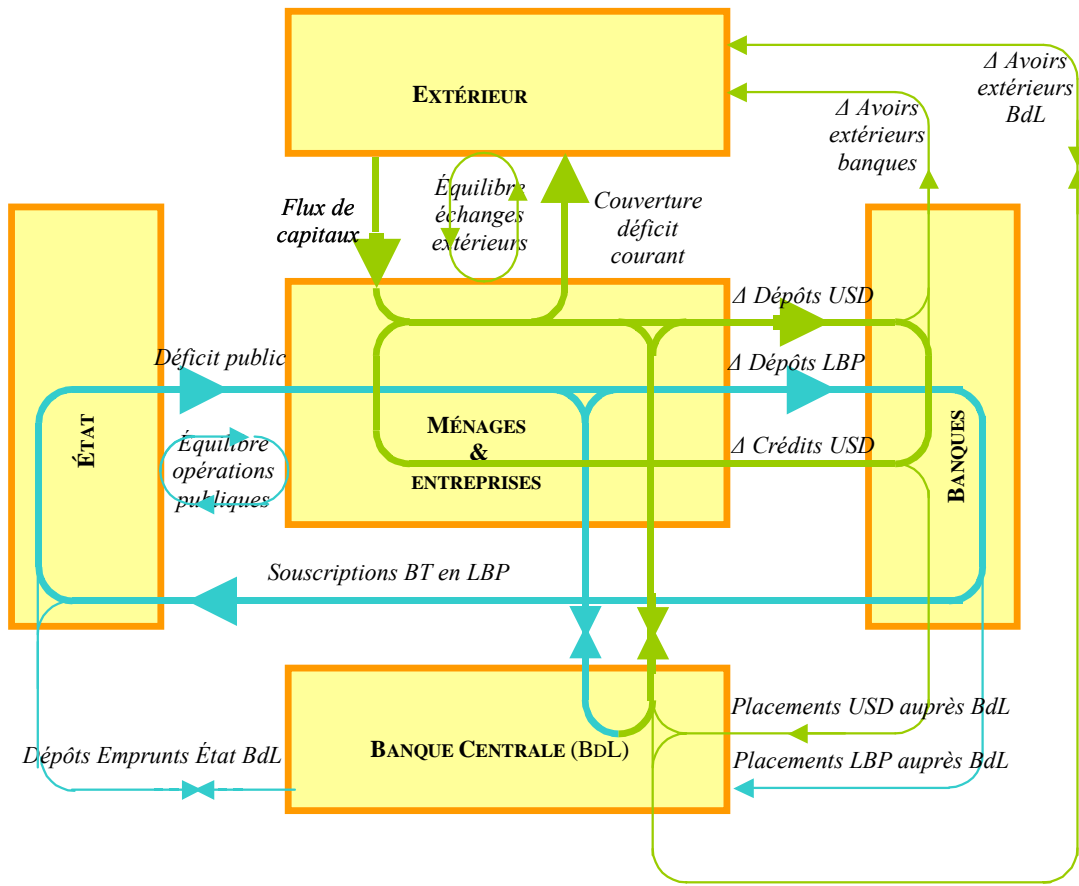 EXTÉRIEUR
Δ Avoirs
extérieurs
BdL
Δ Avoirs
extérieurs
banques
Flux de
capitaux
Équilibre
échanges
extérieurs
Couverture
déficit
courant
Δ Dépôts USD
Déficit public
Δ Dépôts LBP
ÉTAT
Équilibre
opérations
publiques
MÉNAGES
&
ENTREPRISES
Δ Crédits USD
BANQUES
Souscriptions BT en LBP
Placements USD auprès BdL
Dépôts Emprunts État BdL
BANQUE CENTRALE (BDL)
Placements LBP auprès BdL